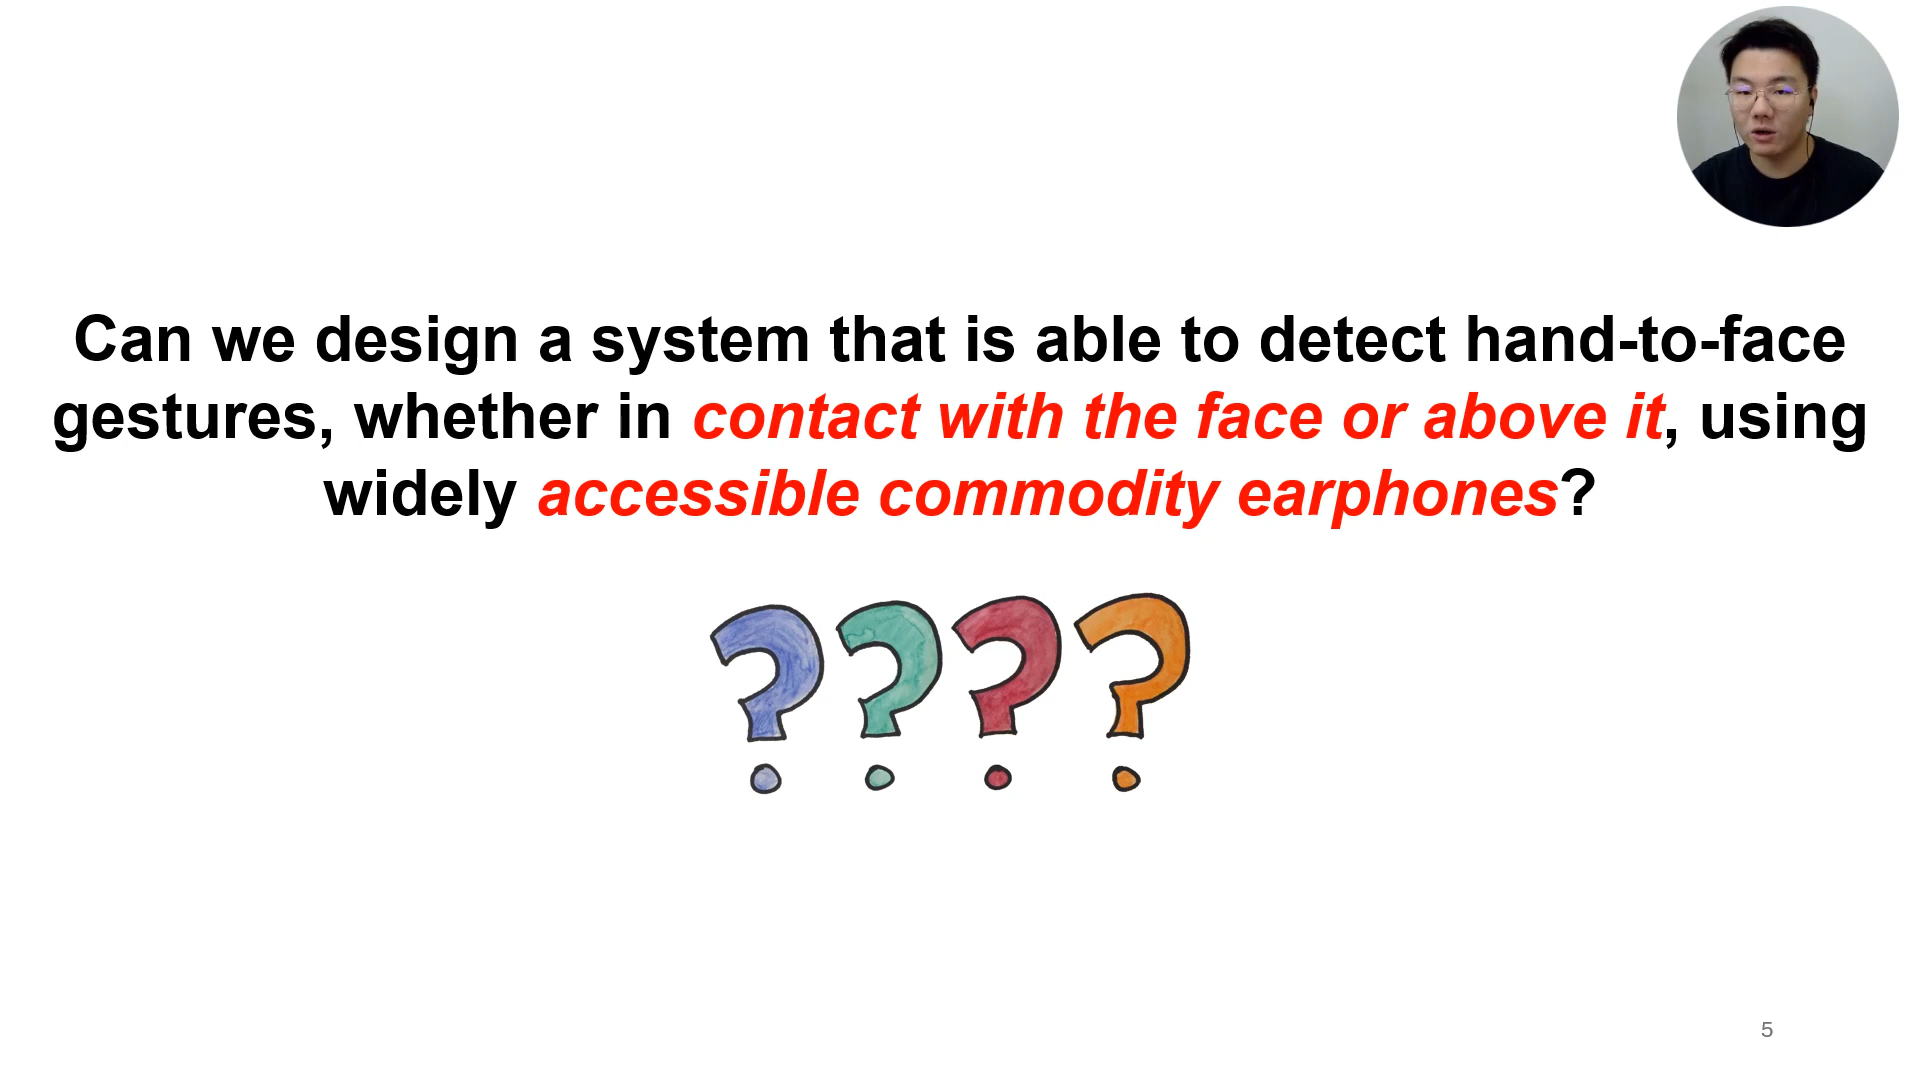 Can we design a system that is able to detect hand-to-face
gestures, whether in contact with the face or above it, using
widely accessible commodity earphones?
????
5